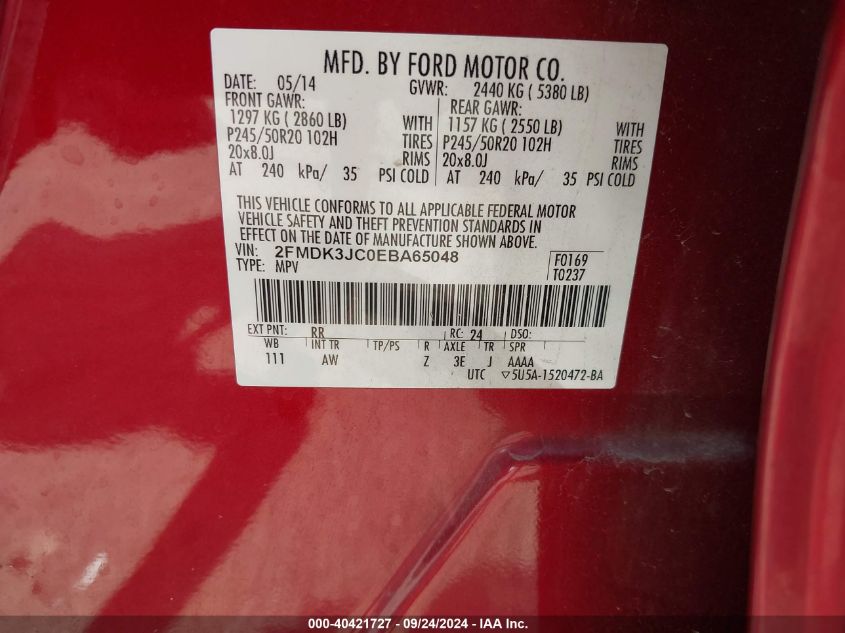 MFD. BY FORD MOTOR CO.
DATE: 05/14 GVWR: 2440 KG ( 5380 LB)
FRONT GAWR: REAR GAWR:
1297 KG ( 2860 LB) WITH 1157 KG ( 2550 LB) WITH
P245/50R20 102H TIRES P245/50R20 102H TIRES
20x8.0J RIMS 20x8.0J RIMS
AT 240 kPa/ 35 PSI COLD AT 240 kPa/ 35 PSI COLD
THIS VEHICLE CONFORMS TO ALL APPLICABLE FEDERAL MOTOR
VEHICLE SAFETY AND THEFT PREVENTION STANDARDS IN
EFFECT ON THE DATE OF MANUFACTURE SHOWN ABOVE.
VIN: 2FMDK3JC0EBA65048 F0169
TYPE: MPV T0237
EXT PNT: RR RC: 24 DSO:
WB INT TR TP/PS R AXLE TR SPR
111 AW Z 3E J AAAA
UTC ▽5U5A-1520472-BA
000-40421727 - 09/24/2024 - IAA Inc.